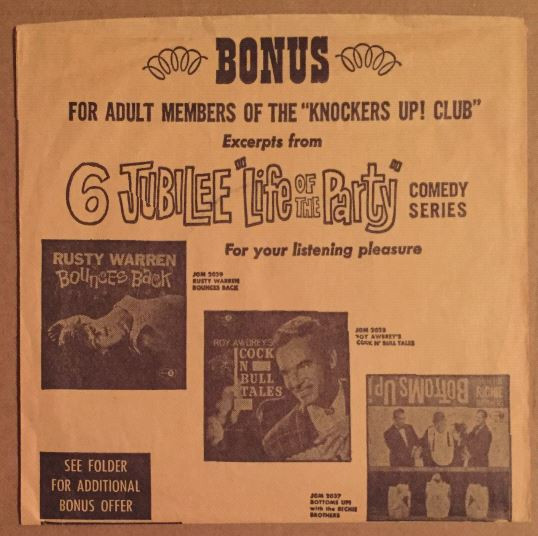 BONUS
FOR ADULT MEMBERS OF THE "KNOCKERS UP! CLUB"
Excerpts from
6 JUBILEE "Life OF THE Party" COMEDY SERIES
For your listening pleasure
RUSTY WARREN
BOUNCES BACK
JGM 2039
RUSTY WARREN
BOUNCES BACK
ROY AWBREY'S
COCK
N'
BULL
TALES
JGM 2038
ROY AWBREY'S
COCK N' BULL TALES
BOTTOMS UP!
RICHIE
SEE FOLDER
FOR ADDITIONAL
BONUS OFFER
JGM 2037
BOTTOMS UP!
with the RICHIE
BROTHERS